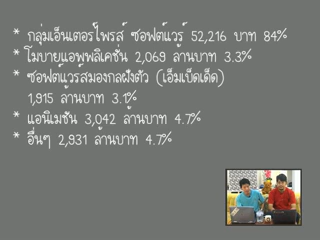 * กลุ่มเอ็นเตอร์ไพรส์ ซอฟต์แวร์ 52,216 บาท 84%
* โมบายแอพพลิเคชั่น 2,069 ล้านบาท 3.3%
* ซอฟต์แวร์สมองกลฝังตัว (เอ็มเบ็ดเด็ด)
1,915 ล้านบาท 3.1%
* แอนิเมชัน 3,042 ล้านบาท 4.7%
* อื่นๆ 2,931 ล้านบาท 4.7%